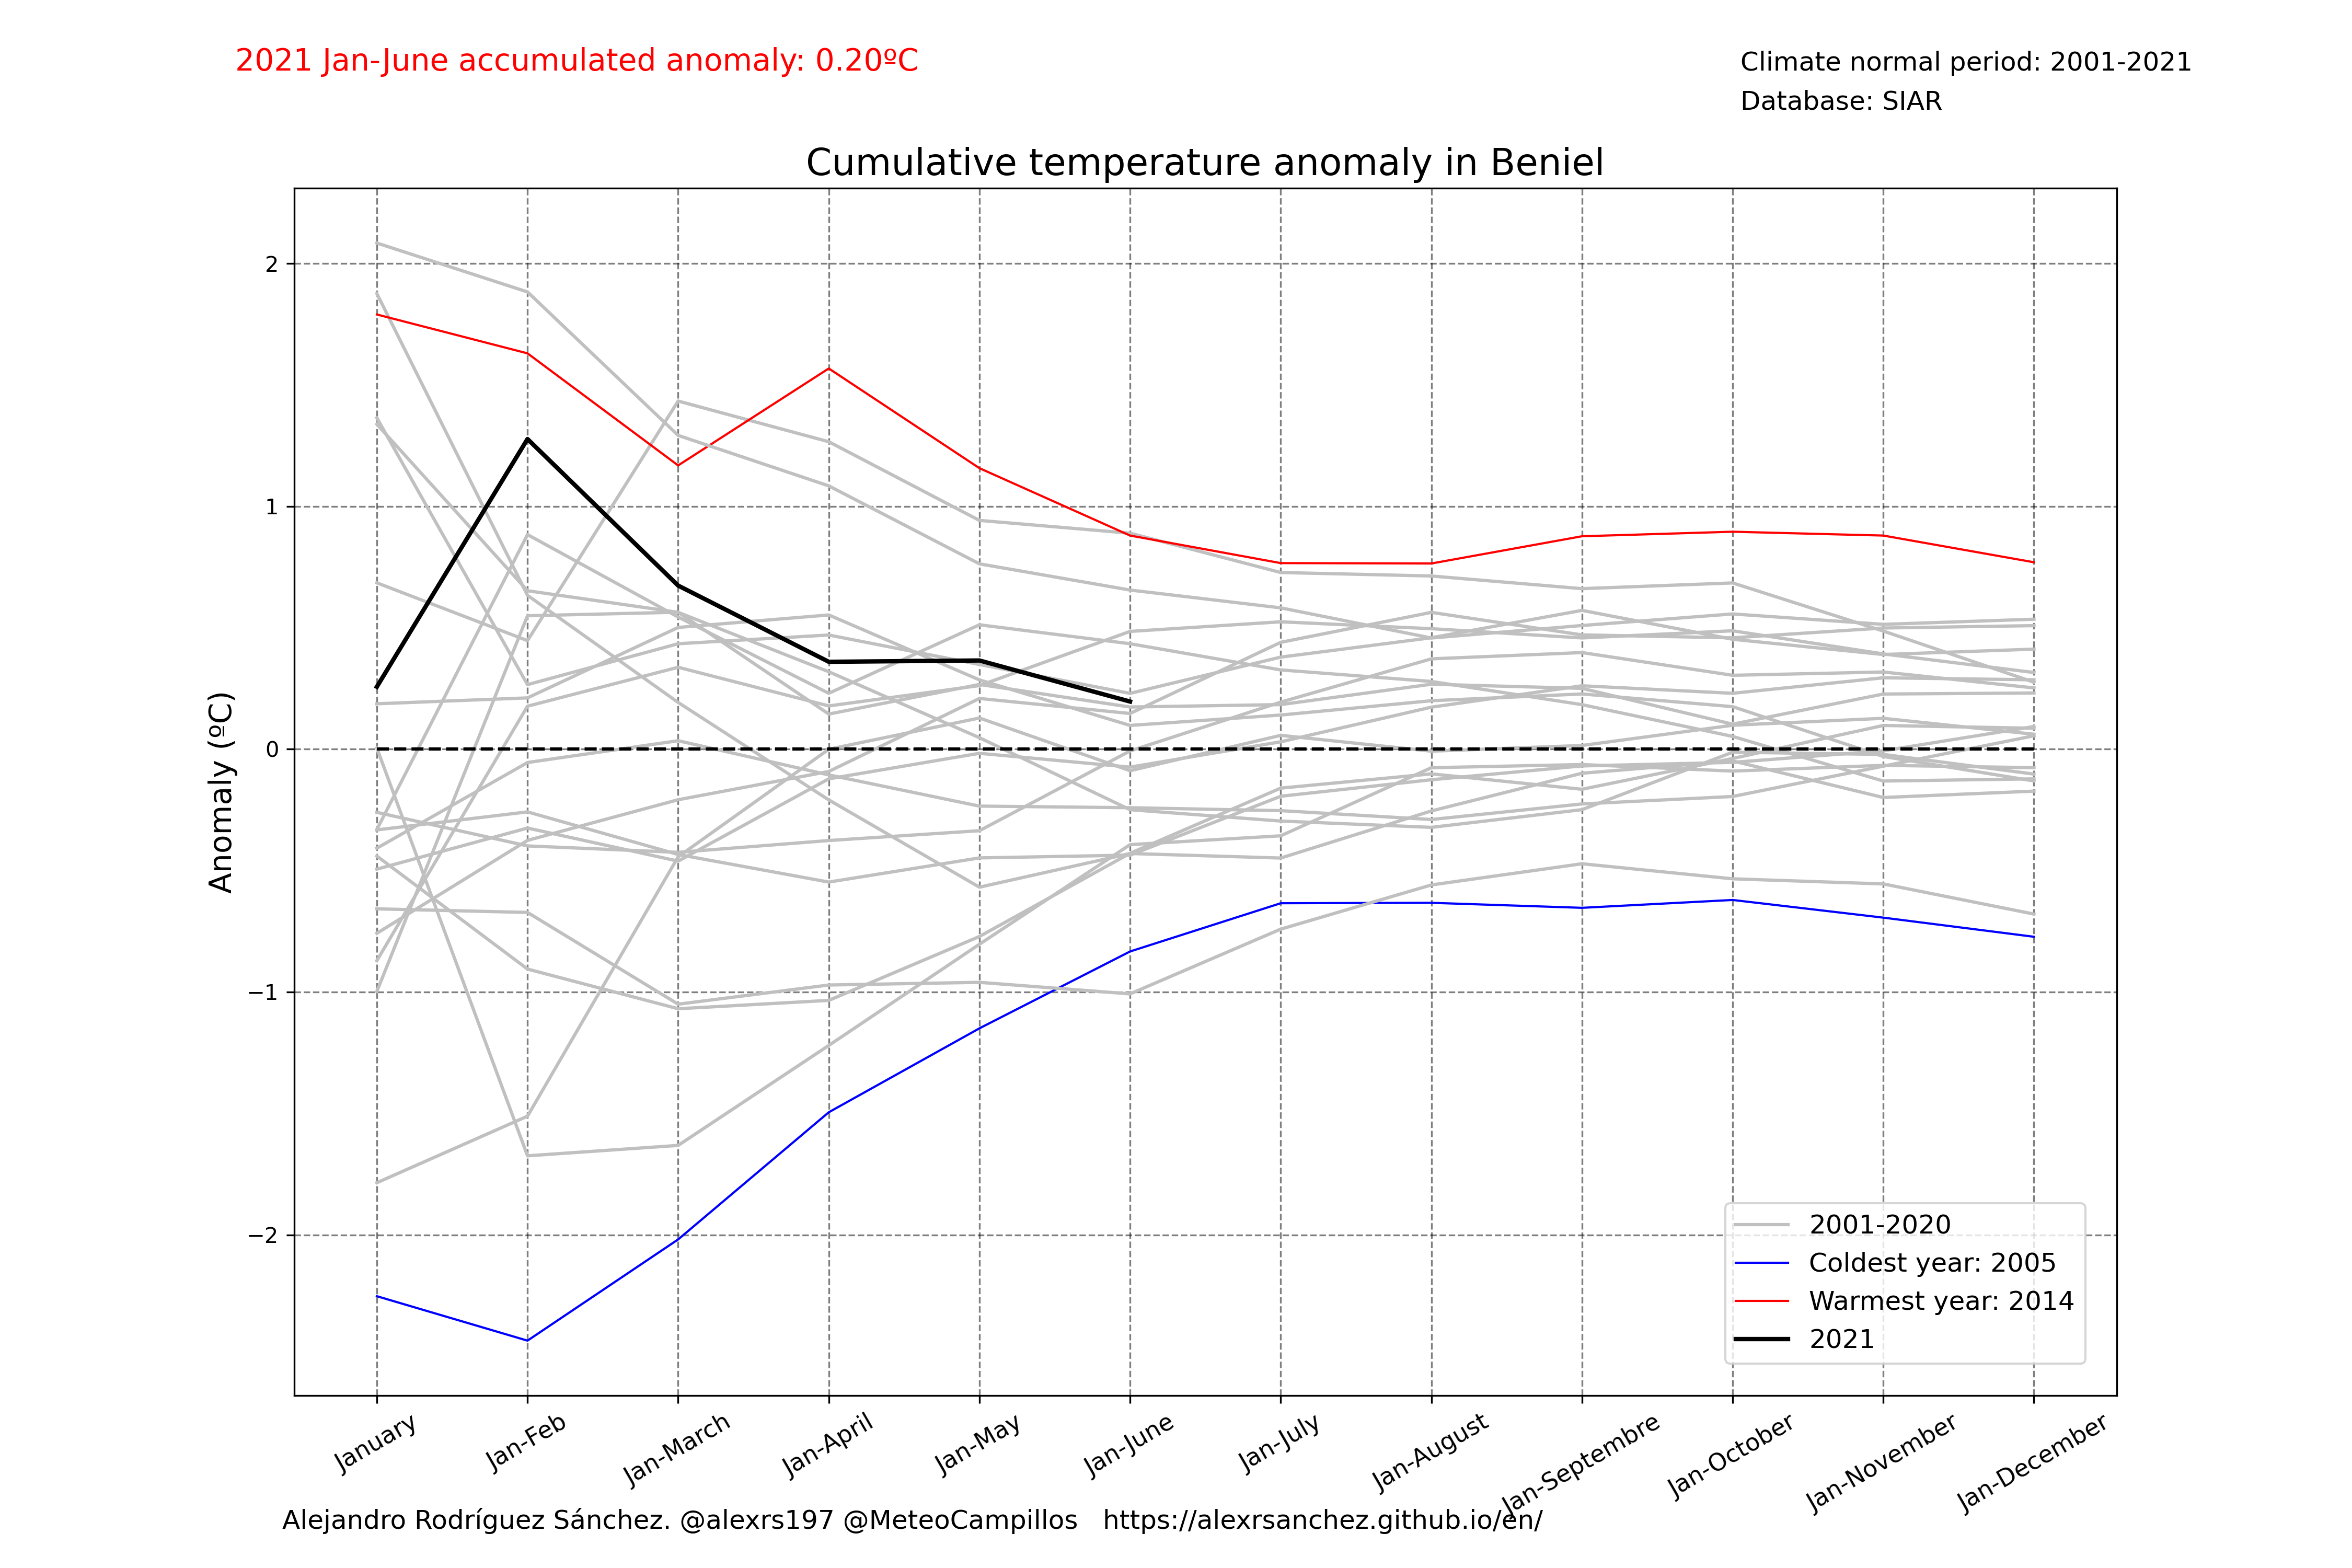 2021 Jan-June accumulated anomaly: 0.20ºC
Climate normal period: 2001-2021
Database: SIAR
Cumulative temperature anomaly in Beniel
Anomaly (ºC)
2
1
0
−1
−2
2001-2020
Coldest year: 2005
Warmest year: 2014
2021
January
Jan-Feb
Jan-March
Jan-April
Jan-May
Jan-June
Jan-July
Jan-August
Jan-Septembre
Jan-October
Jan-November
Jan-December
Alejandro Rodríguez Sánchez. @alexrs197 @MeteoCampillos https://alexrsanchez.github.io/en/